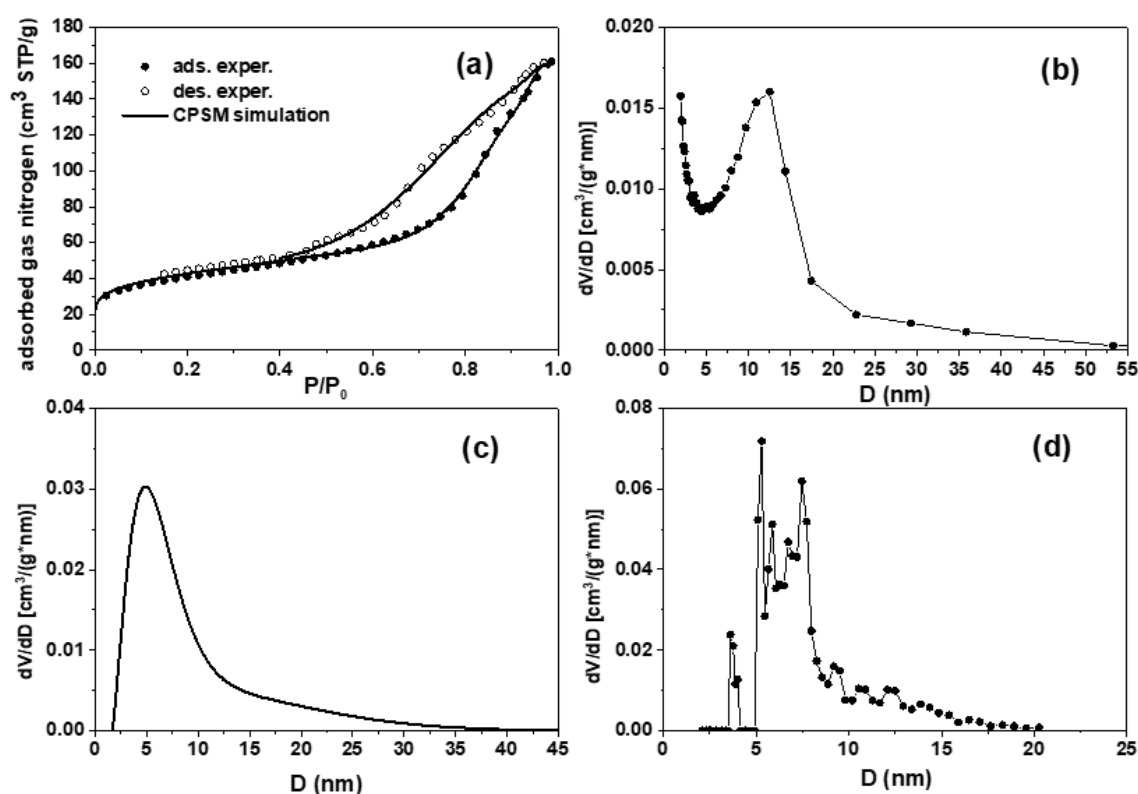 (a)
ads. exper.
des. exper.
CPSM simulation
adsorbed gas nitrogen (cm³ STP/g)
180
160
140
120
100
80
60
40
20
0
0.0 0.2 0.4 0.6 0.8 1.0
P/P₀
(b)
dV/dD [cm³/(g*nm)]
0.020
0.015
0.010
0.005
0.000
0 5 10 15 20 25 30 35 40 45 50 55
D (nm)
(c)
dV/dD [cm³/(g*nm)]
0.04
0.03
0.02
0.01
0.00
0 5 10 15 20 25 30 35 40 45
D (nm)
(d)
dV/dD [cm³/(g*nm)]
0.08
0.06
0.04
0.02
0.00
0 5 10 15 20 25
D (nm)